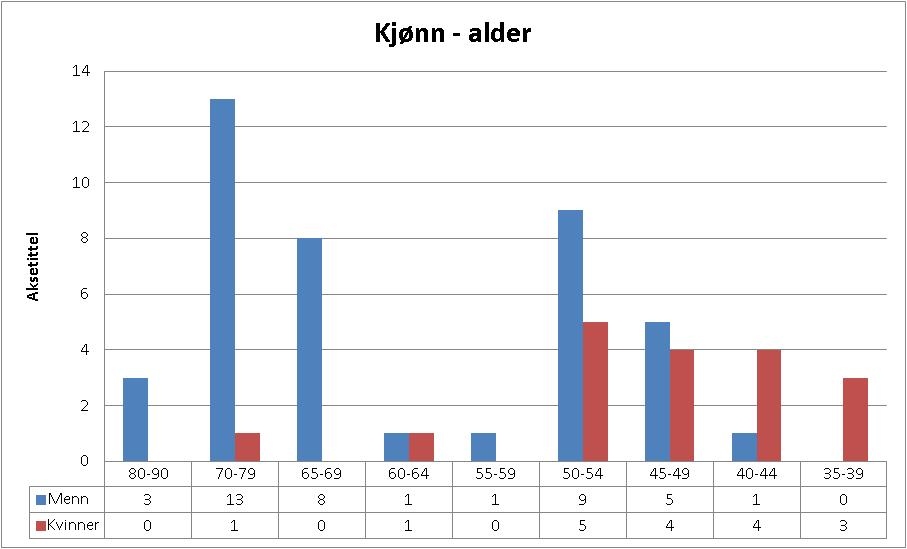 Kjønn - alder
14
12
10
8
6
4
2
0
Aksetittel
80-90 70-79 65-69 60-64 55-59 50-54 45-49 40-44 35-39
Menn 3 13 8 1 1 9 5 1 0
Kvinner 0 1 0 1 0 5 4 4 3